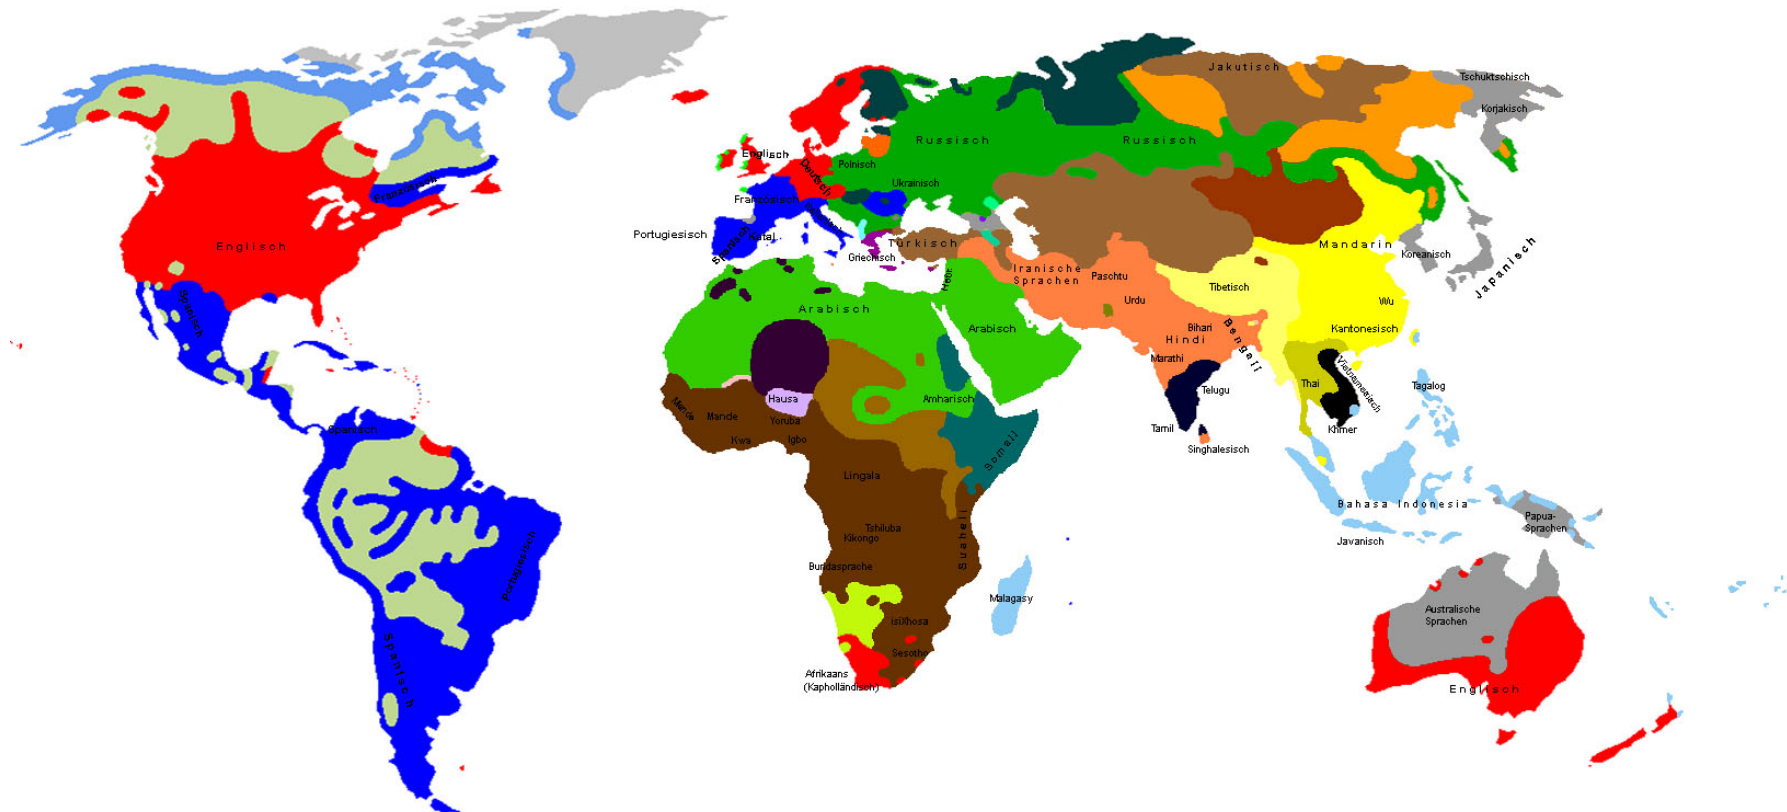 Englisch
Französisch
Spanisch
Spanisch
Portugiesisch
Spanisch
Jakutisch
Tschuktschisch
Korjakisch
Russisch
Russisch
Englisch
Deutsch
Polnisch
Ukrainisch
Französisch
Portugiesisch
Spanisch
Katal.
Griechisch
Türkisch
Iranische
Sprachen
Paschtu
Urdu
Bihari
Hindi
Marathi
Bengali
Telugu
Tamil
Singhalesisch
Tibetisch
Mandarin
Koreanisch
Japanisch
Wu
Kantonesisch
Thai
Vietnamesisch
Khmer
Tagalog
Bahasa Indonesia
Javanisch
Papua-
Sprachen
Arabisch
Arabisch
Hausa
Amharisch
Mande
Yoruba
Kwa
Igbo
Somali
Lingala
Tshiluba
Kikongo
Suaheli
Bundasprache
Malagasy
isiXhosa
Sesotho
Afrikaans
(Kapholländisch)
Australische
Sprachen
Englisch